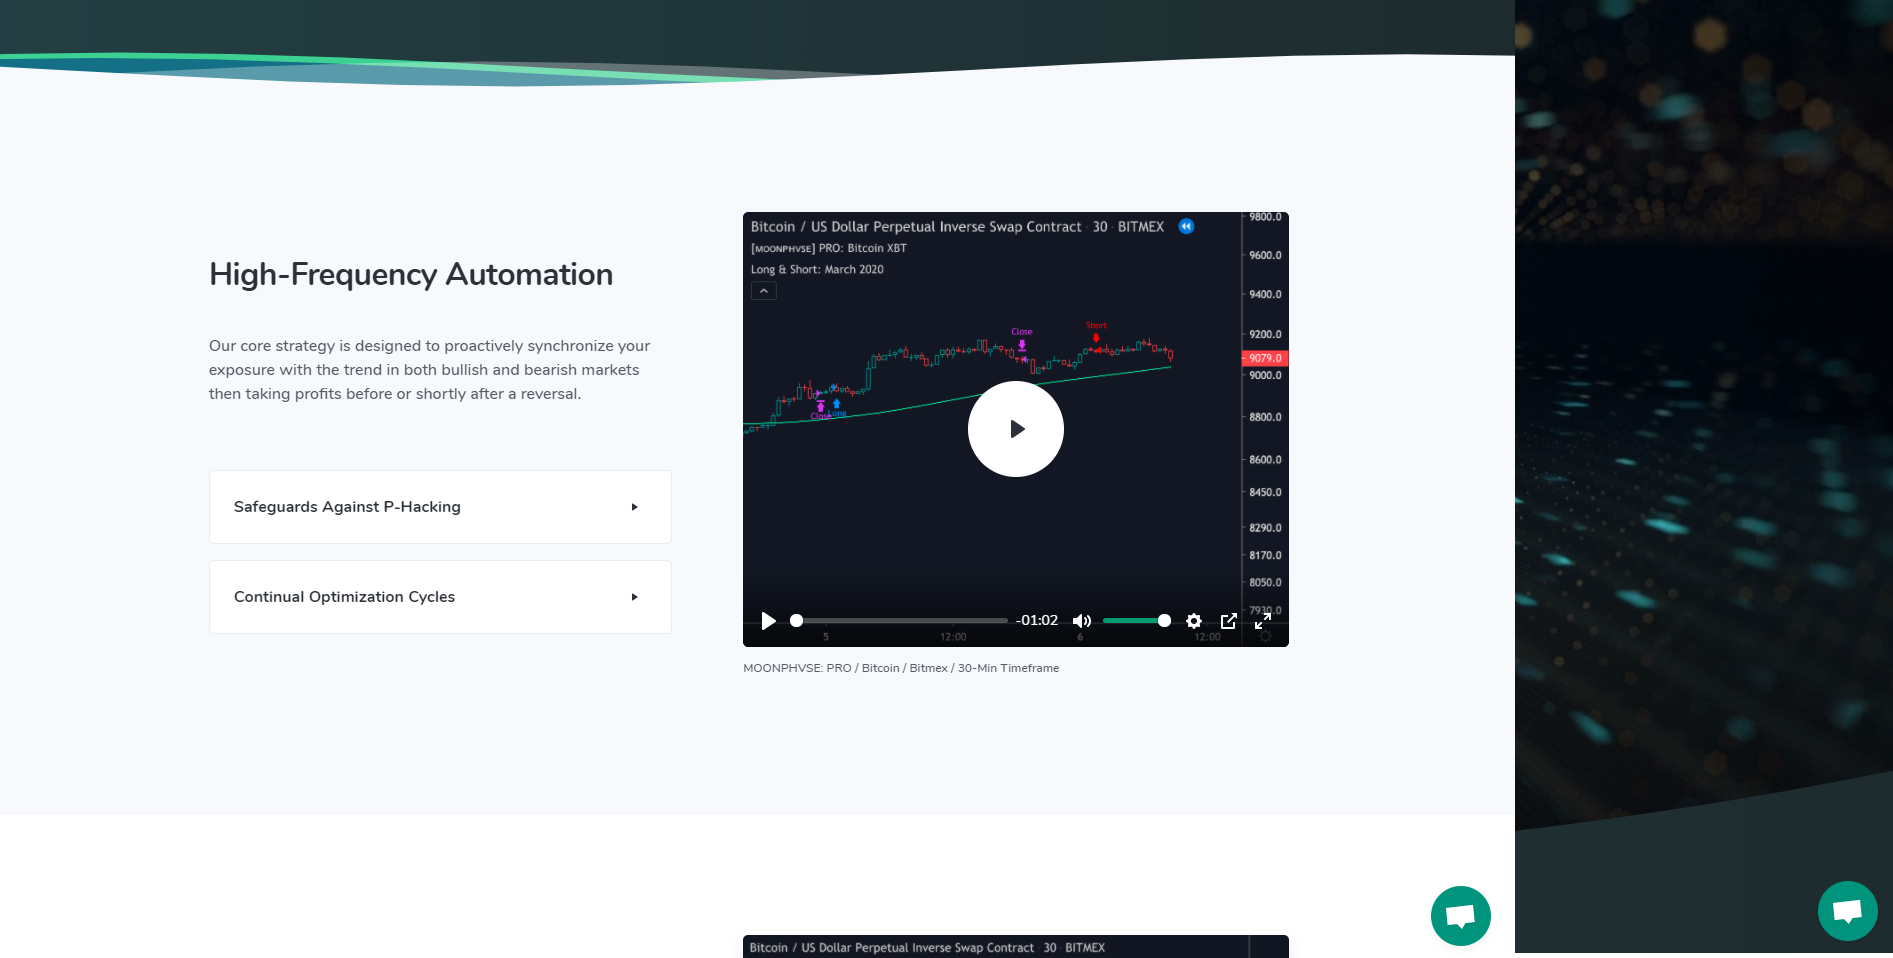 High-Frequency Automation
Our core strategy is designed to proactively synchronize your
exposure with the trend in both bullish and bearish markets
then taking profits before or shortly after a reversal.
Safeguards Against P-Hacking
Continual Optimization Cycles
Bitcoin / US Dollar Perpetual Inverse Swap Contract · 30 · BITMEX
[MOONPHVSE] PRO: Bitcoin XBT
Long & Short: March 2020
Close
Short
Close
Long
9800.0
9600.0
9400.0
9200.0
9079.0
9000.0
8800.0
8600.0
8450.0
8290.0
8170.0
8050.0
7930.0
-01:02
5
12:00
6
12:00
MOONPHVSE: PRO / Bitcoin / Bitmex / 30-Min Timeframe
Bitcoin / US Dollar Perpetual Inverse Swap Contract · 30 · BITMEX